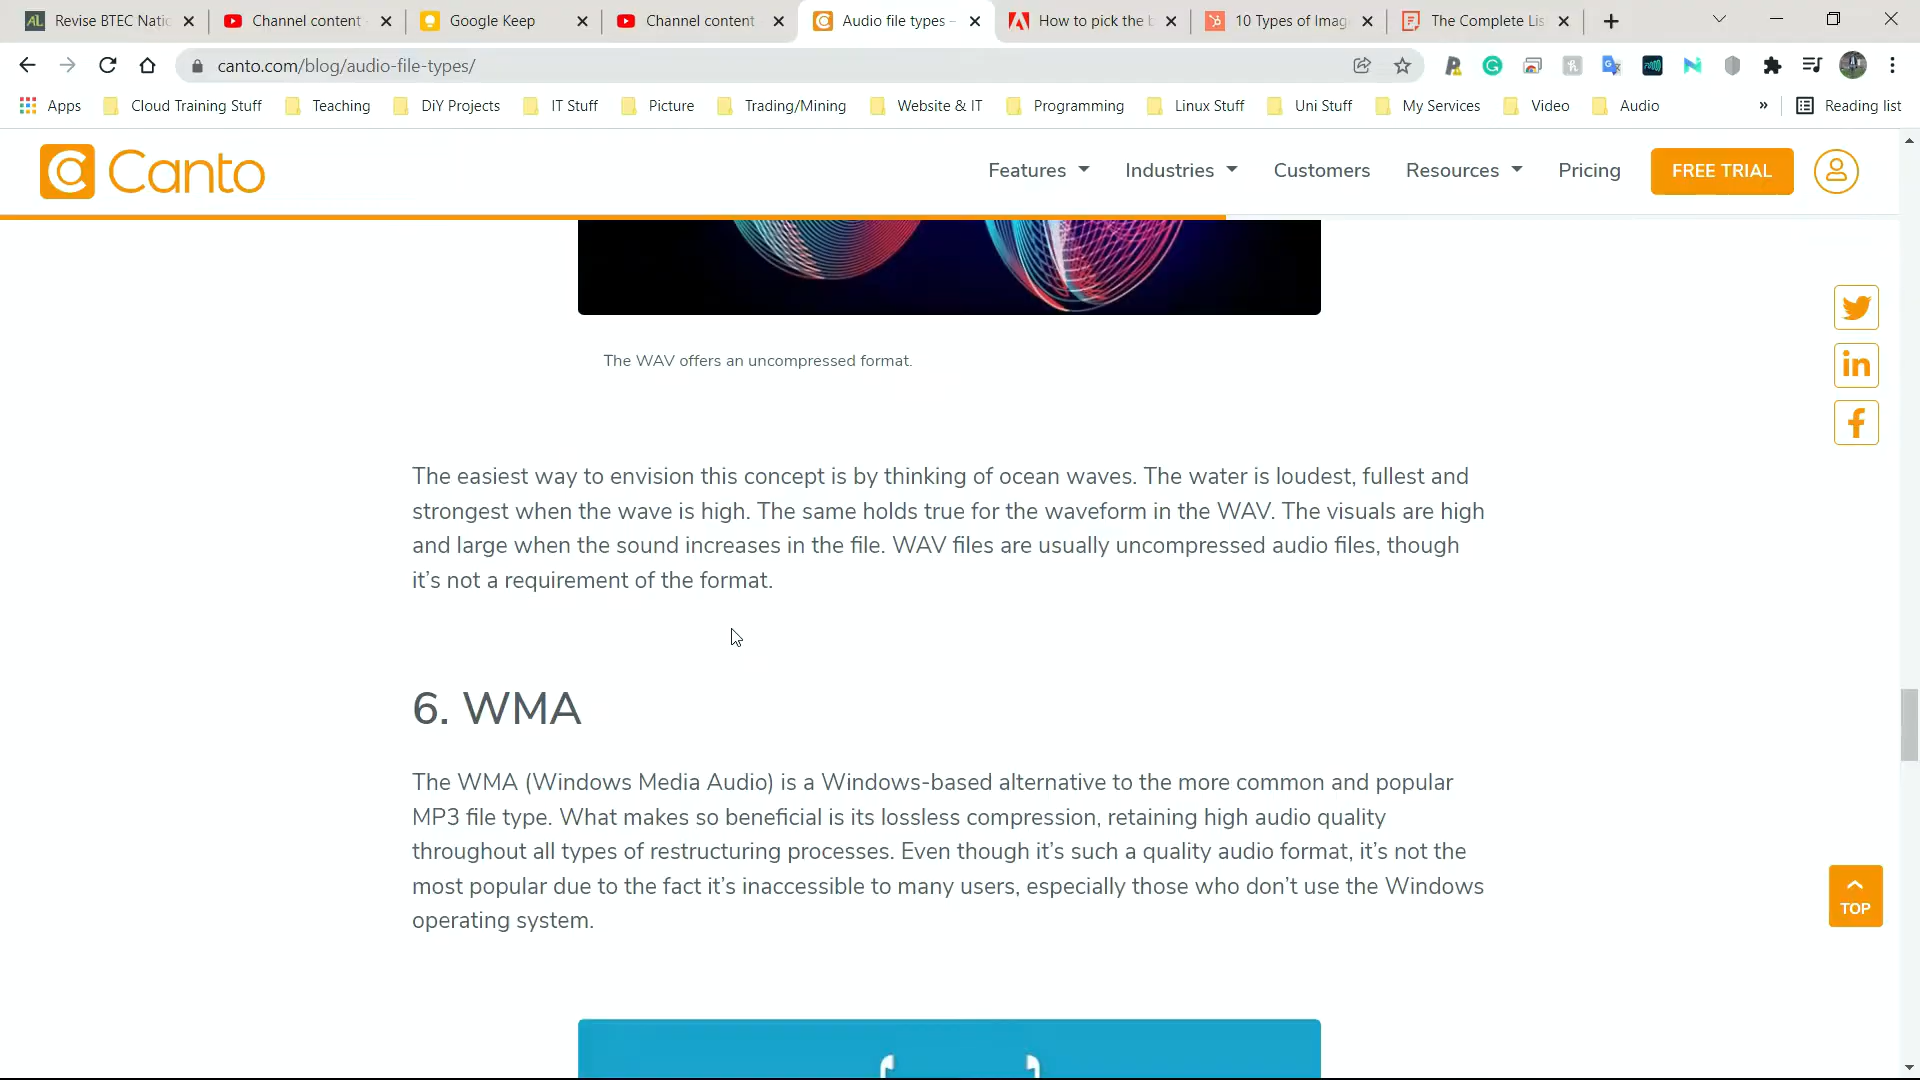 Revise BTEC Natio
Channel content -
Google Keep
Channel content
Audio file types –
How to pick the b
10 Types of Imag
The Complete Lis
canto.com/blog/audio-file-types/
Apps
Cloud Training Stuff
Teaching
DiY Projects
IT Stuff
Picture
Trading/Mining
Website & IT
Programming
Linux Stuff
Uni Stuff
My Services
Video
Audio
»
Reading list
Canto
Features
Industries
Customers
Resources
Pricing
FREE TRIAL
The WAV offers an uncompressed format.
The easiest way to envision this concept is by thinking of ocean waves. The water is loudest, fullest and
strongest when the wave is high. The same holds true for the waveform in the WAV. The visuals are high
and large when the sound increases in the file. WAV files are usually uncompressed audio files, though
it's not a requirement of the format.
6. WMA
The WMA (Windows Media Audio) is a Windows-based alternative to the more common and popular
MP3 file type. What makes so beneficial is its lossless compression, retaining high audio quality
throughout all types of restructuring processes. Even though it's such a quality audio format, it's not the
most popular due to the fact it's inaccessible to many users, especially those who don't use the Windows
operating system.
TOP